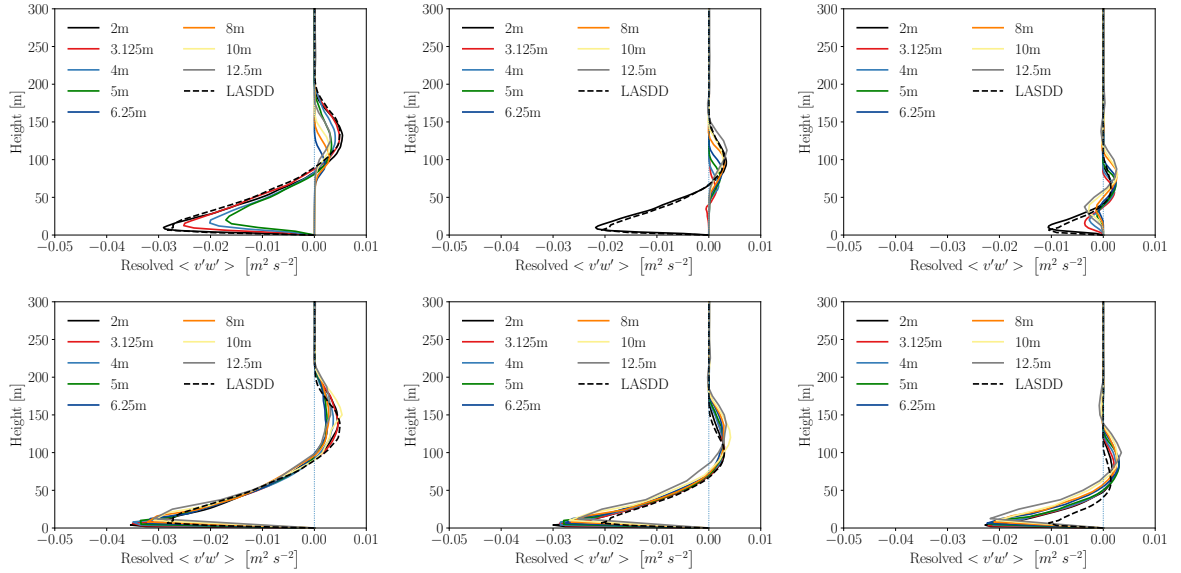 300
250
200
150
100
50
0
Height [m]
2m
3.125m
4m
5m
6.25m
8m
10m
12.5m
LASDD
−0.05 −0.04 −0.03 −0.02 −0.01 0.00 0.01
Resolved < v′w′ > [m² s⁻²]
300
250
200
150
100
50
0
Height [m]
2m
3.125m
4m
5m
6.25m
8m
10m
12.5m
LASDD
−0.05 −0.04 −0.03 −0.02 −0.01 0.00 0.01
Resolved < v′w′ > [m² s⁻²]
300
250
200
150
100
50
0
Height [m]
2m
3.125m
4m
5m
6.25m
8m
10m
12.5m
LASDD
−0.05 −0.04 −0.03 −0.02 −0.01 0.00 0.01
Resolved < v′w′ > [m² s⁻²]
300
250
200
150
100
50
0
Height [m]
2m
3.125m
4m
5m
6.25m
8m
10m
12.5m
LASDD
−0.05 −0.04 −0.03 −0.02 −0.01 0.00 0.01
Resolved < v′w′ > [m² s⁻²]
300
250
200
150
100
50
0
Height [m]
2m
3.125m
4m
5m
6.25m
8m
10m
12.5m
LASDD
−0.05 −0.04 −0.03 −0.02 −0.01 0.00 0.01
Resolved < v′w′ > [m² s⁻²]
300
250
200
150
100
50
0
Height [m]
2m
3.125m
4m
5m
6.25m
8m
10m
12.5m
LASDD
−0.05 −0.04 −0.03 −0.02 −0.01 0.00 0.01
Resolved < v′w′ > [m² s⁻²]